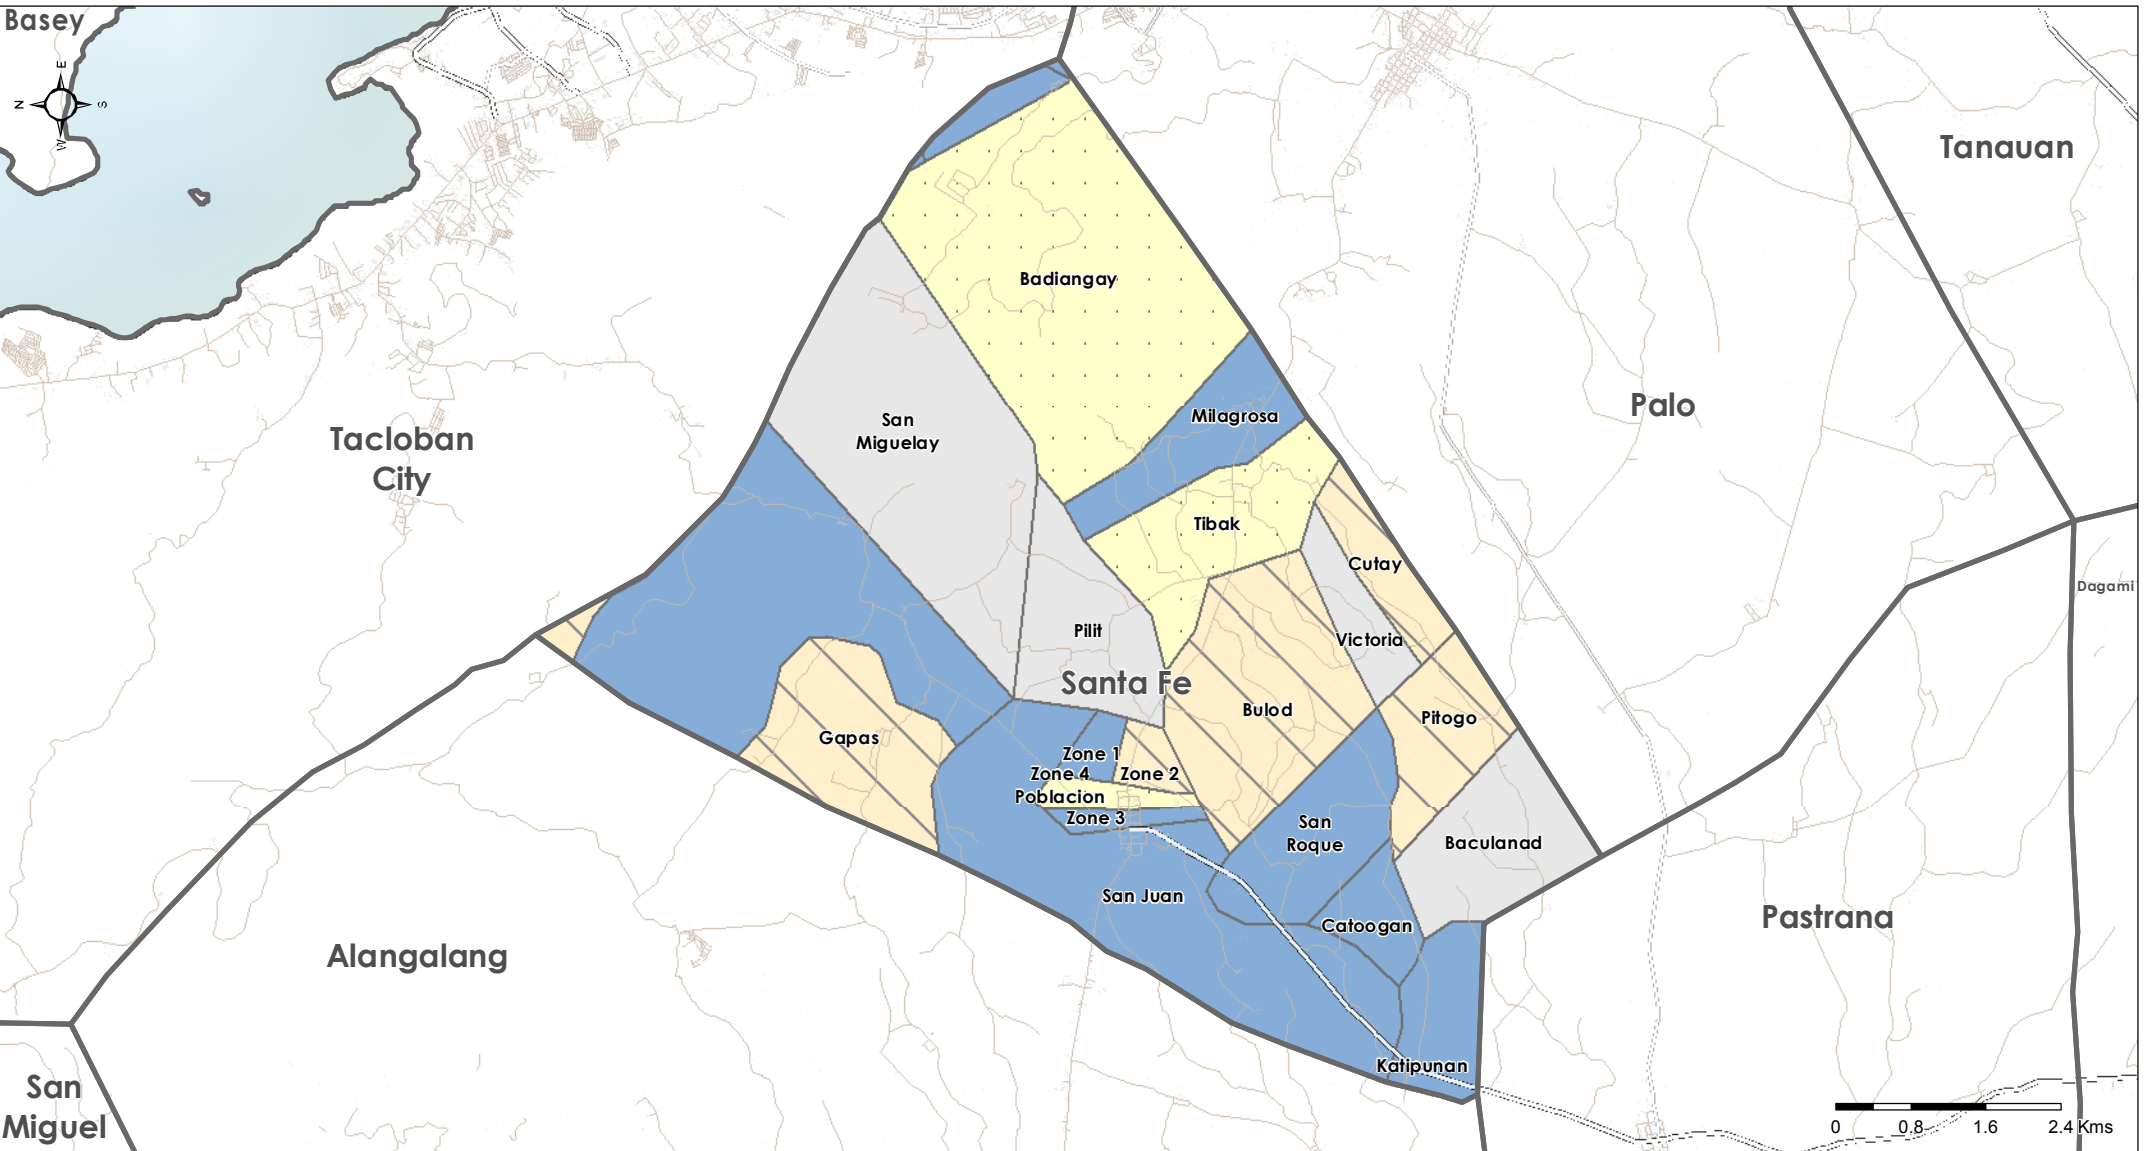 Basey
E
N
S
W
Tanauan
Badiangay
Palo
Milagrosa
San
Miguelay
Tacloban
City
Tibak
Cutay
Dagami
Pilit
Victoria
Santa Fe
Bulod
Pitogo
Gapas
Zone 1
Zone 4
Zone 2
Poblacion
Zone 3
San
Roque
Baculanad
San Juan
Catoogan
Pastrana
Alangalang
Katipunan
San
Miguel
0 0.8 1.6 2.4 Kms